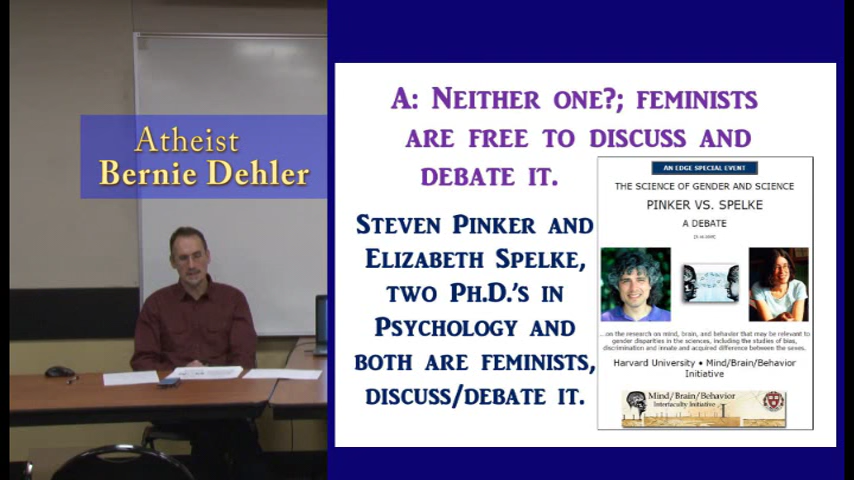 Atheist
Bernie Dehler
A: Neither one?; feminists
are free to discuss and
debate it.
Steven Pinker and
Elizabeth Spelke,
two Ph.D.'s in
Psychology and
both are feminists,
discuss/debate it.
AN EDGE SPECIAL EVENT
THE SCIENCE OF GENDER AND SCIENCE
PINKER VS. SPELKE
A DEBATE
...on the research on mind, brain, and behavior that may be relevant to
gender disparities in the sciences, including the studies of bias,
discrimination and innate and acquired difference between the sexes.
Harvard University • Mind/Brain/Behavior
Initiative
Mind/Brain/Behavior
Interfaculty Initiative